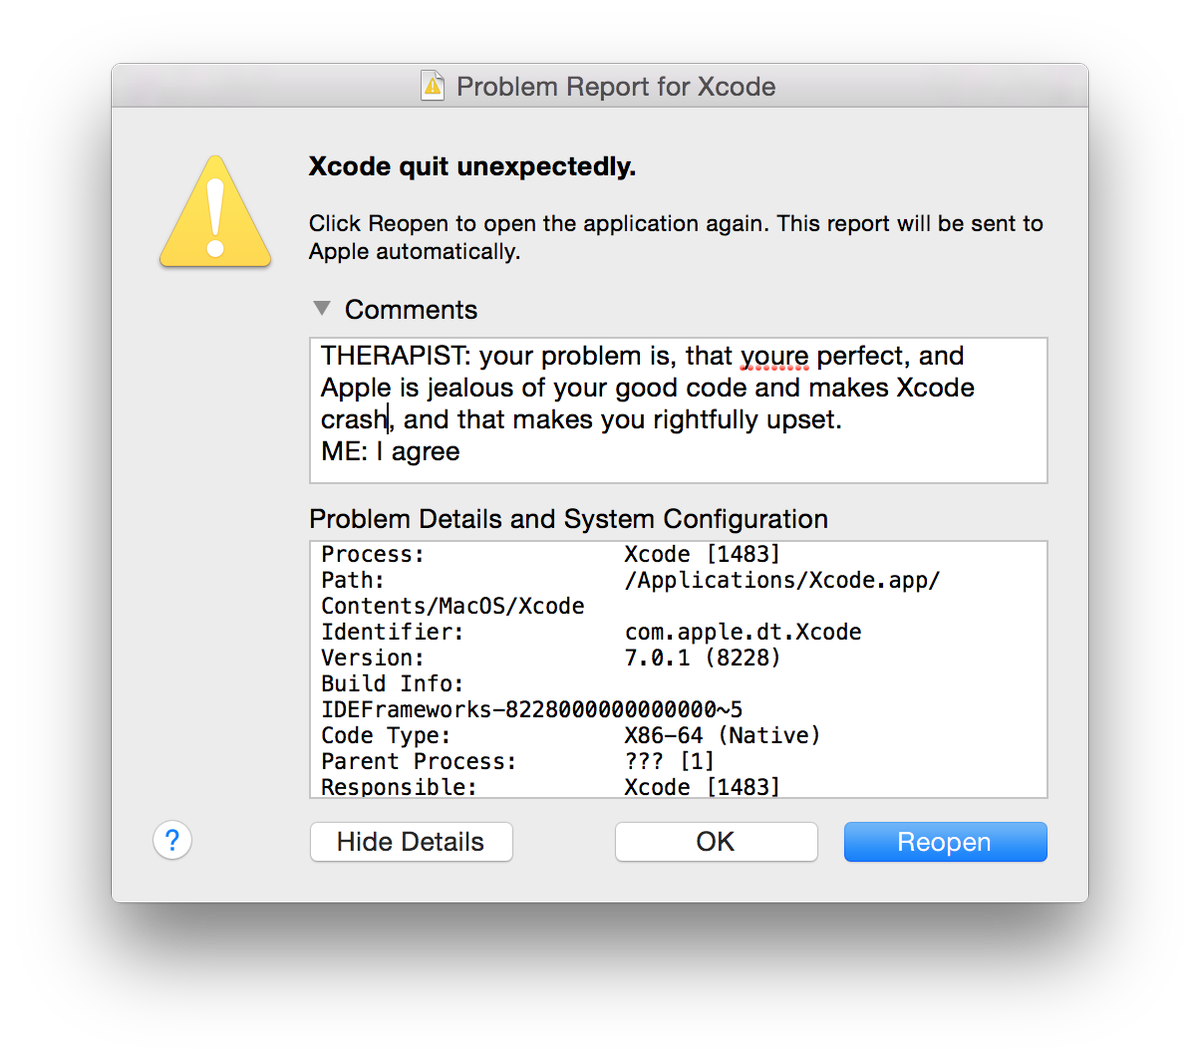 Problem Report for Xcode
Xcode quit unexpectedly.
Click Reopen to open the application again. This report will be sent to
Apple automatically.
Comments
THERAPIST: your problem is, that youre perfect, and
Apple is jealous of your good code and makes Xcode
crash, and that makes you rightfully upset.
ME: I agree
Problem Details and System Configuration
Process: Xcode [1483]
Path: /Applications/Xcode.app/
Contents/MacOS/Xcode
Identifier: com.apple.dt.Xcode
Version: 7.0.1 (8228)
Build Info:
IDEFrameworks-8228000000000000~5
Code Type: X86-64 (Native)
Parent Process: ??? [1]
Responsible: Xcode [1483]
? Hide Details OK Reopen